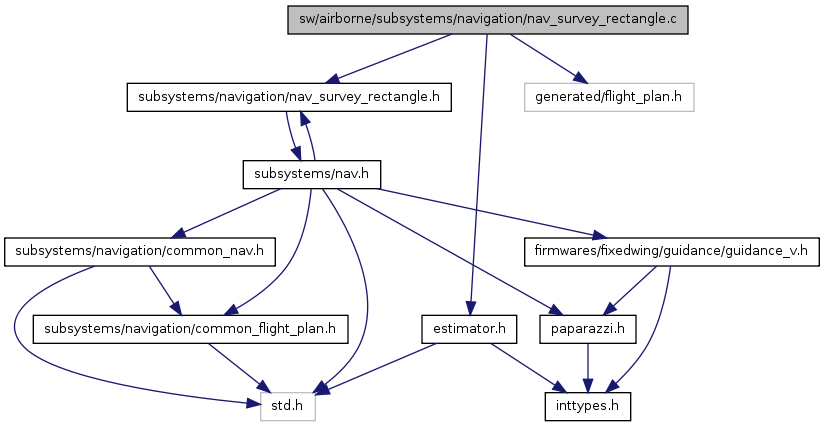 sw/airborne/subsystems/navigation/nav_survey_rectangle.c
subsystems/navigation/nav_survey_rectangle.h
generated/flight_plan.h
subsystems/nav.h
subsystems/navigation/common_nav.h
firmwares/fixedwing/guidance/guidance_v.h
subsystems/navigation/common_flight_plan.h
estimator.h
paparazzi.h
std.h
inttypes.h